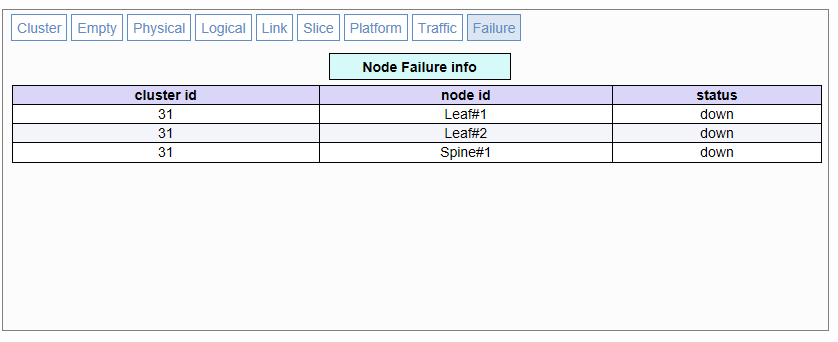 Cluster Empty Physical Logical Link Slice Platform Traffic Failure
Node Failure info
cluster id node id status
31 Leaf#1 down
31 Leaf#2 down
31 Spine#1 down